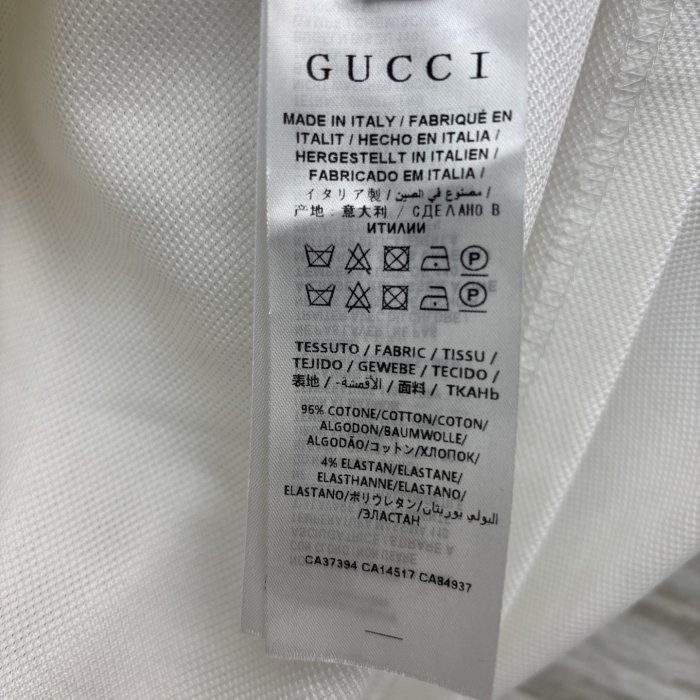 GUCCI
MADE IN ITALY / FABRIQUÉ EN
ITALIT / HECHO EN ITALIA /
HERGESTELLT IN ITALIEN /
FABRICADO EM ITALIA /
イタリア製 / مصنوع في الصين /
产地: 意大利 / СДЕЛАНО В
ИТИЛИИ
P
P
TESSUTO / FABRIC / TISSU /
TEJIDO / GEWEBE / TECIDO /
表地 / الأقمشة- / 面料 / ТКАНЬ
96% COTONE/COTTON/COTON/
ALGODON/BAUMWOLLE/
ALGODÃO/コットン/ХЛОПОК/
4% ELASTAN/ELASTANE/
ELASTHANNE/ELASTANO/
ELASTANO/ポリウレタン/البولي يوريتان
/ЭЛАСТАН
CA37394 CA14517 CA84937